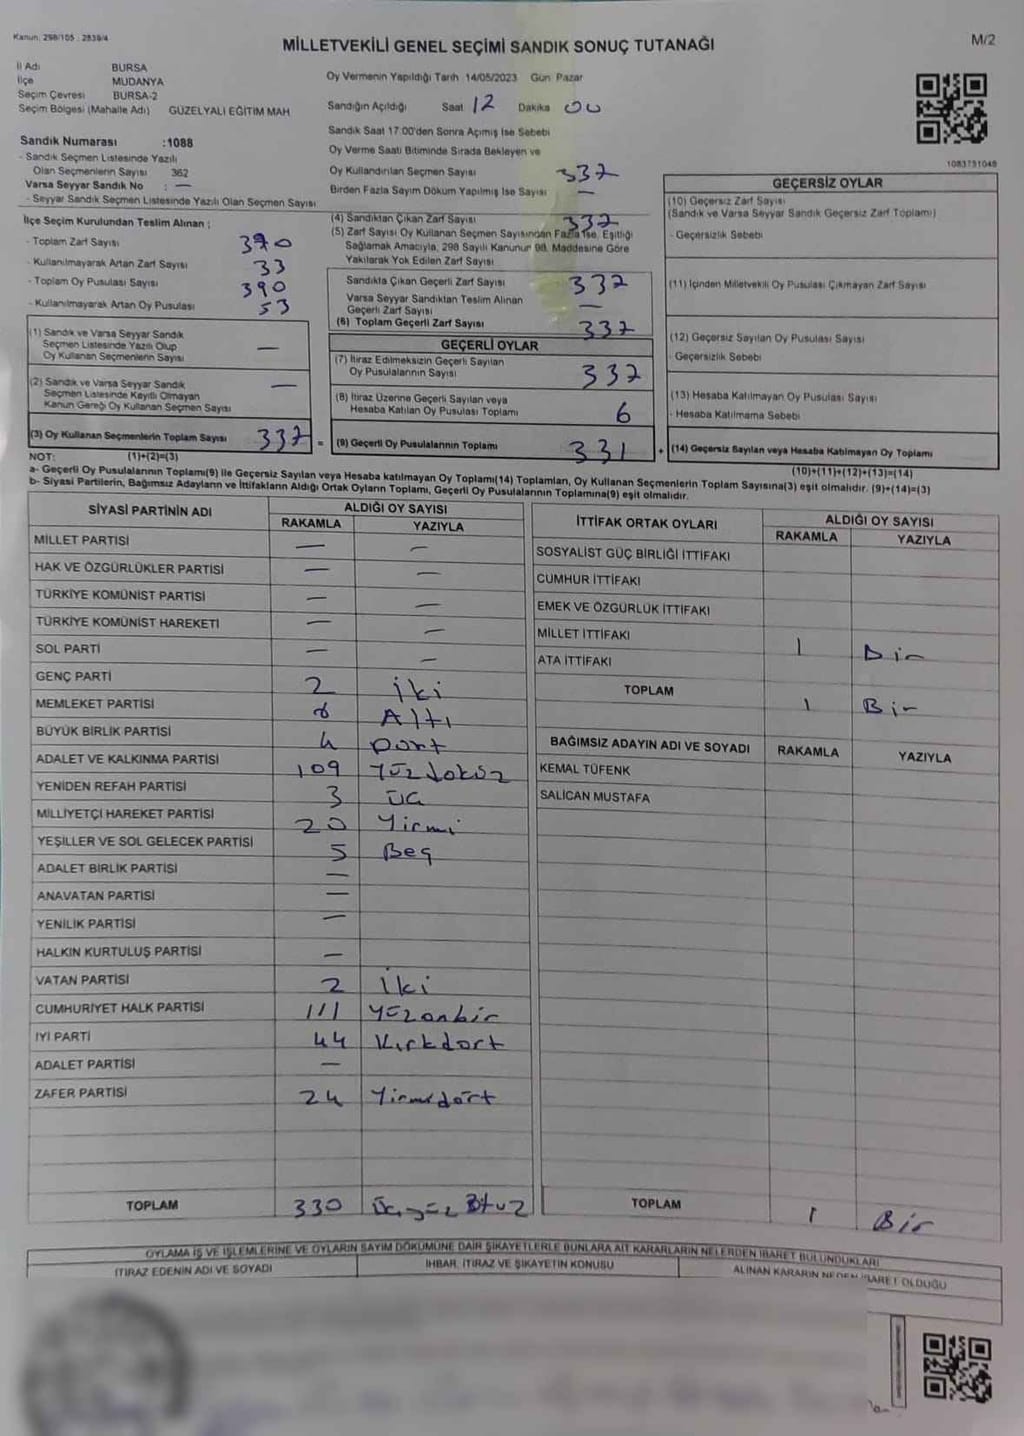 Kanun: 298/105 : 2839/4
MİLLETVEKİLİ GENEL SEÇİMİ SANDIK SONUÇ TUTANAĞI
M/2
İl Adı BURSA
İlçe MUDANYA
Seçim Çevresi BURSA-2
Seçim Bölgesi (Mahalle Adı) GÜZELYALI EĞİTİM MAH
Sandık Numarası :1088
- Sandık Seçmen Listesinde Yazılı
Olan Seçmenlerin Sayısı 362
Varsa Seyyar Sandık No : —
- Seyyar Sandık Seçmen Listesinde Yazılı Olan Seçmen Sayısı
Oy Vermenin Yapıldığı Tarih 14/05/2023 Gün Pazar
Sandığın Açıldığı Saat 12 Dakika 00
Sandık Saat 17:00'den Sonra Açılmış İse Sebebi
Oy Verme Saati Bitiminde Sırada Bekleyen ve
Oy Kullandırılan Seçmen Sayısı 337
Birden Fazla Sayım Döküm Yapılmış İse Sayısı —
1083791049
İlçe Seçim Kurulundan Teslim Alınan ;
- Toplam Zarf Sayısı 370
- Kullanılmayarak Artan Zarf Sayısı 33
- Toplam Oy Pusulası Sayısı 390
- Kullanılmayarak Artan Oy Pusulası 53
(1) Sandık ve Varsa Seyyar Sandık
Seçmen Listesinde Yazılı Olup
Oy Kullanan Seçmenlerin Sayısı —
(2) Sandık ve Varsa Seyyar Sandık
Seçmen Listesinde Kayıtlı Olmayan
Kanun Gereği Oy Kullanan Seçmen Sayısı —
(3) Oy Kullanan Seçmenlerin Toplam Sayısı 337 =
(4) Sandıktan Çıkan Zarf Sayısı 337
(5) Zarf Sayısı Oy Kullanan Seçmen Sayısından Fazla İse, Eşitliği
Sağlamak Amacıyla, 298 Sayılı Kanunun 98. Maddesine Göre
Yakılarak Yok Edilen Zarf Sayısı
Sandıkta Çıkan Geçerli Zarf Sayısı 337
Varsa Seyyar Sandıktan Teslim Alınan
Geçerli Zarf Sayısı —
(6) Toplam Geçerli Zarf Sayısı 337
GEÇERLİ OYLAR
(7) İtiraz Edilmeksizin Geçerli Sayılan
Oy Pusulalarının Sayısı 337
(8) İtiraz Üzerine Geçerli Sayılan veya
Hesaba Katılan Oy Pusulası Toplamı 6
(9) Geçerli Oy Pusulalarının Toplamı 331 +
GEÇERSİZ OYLAR
(10) Geçersiz Zarf Sayısı
(Sandık ve Varsa Seyyar Sandık Geçersiz Zarf Toplamı)
- Geçersizlik Sebebi
(11) İçinden Milletvekili Oy Pusulası Çıkmayan Zarf Sayısı
(12) Geçersiz Sayılan Oy Pusulası Sayısı
- Geçersizlik Sebebi
(13) Hesaba Katılmayan Oy Pusulası Sayısı
- Hesaba Katılmama Sebebi
(14) Geçersiz Sayılan veya Hesaba Katılmayan Oy Toplamı
NOT: (1)+(2)=(3)
(10)+(11)+(12)+(13)=(14)
a- Geçerli Oy Pusulalarının Toplamı(9) ile Geçersiz Sayılan veya Hesaba katılmayan Oy Toplamı(14) Toplamları, Oy Kullanan Seçmenlerin Toplam Sayısına(3) eşit olmalıdır. (9)+(14)=(3)
b- Siyasi Partilerin, Bağımsız Adayların ve İttifakların Aldığı Ortak Oyların Toplamı, Geçerli Oy Pusulalarının Toplamına(9) eşit olmalıdır.
SİYASİ PARTİNİN ADI ALDIĞI OY SAYISI
RAKAMLA YAZIYLA
MİLLET PARTİSİ — —
HAK VE ÖZGÜRLÜKLER PARTİSİ — —
TÜRKİYE KOMÜNİST PARTİSİ — —
TÜRKİYE KOMÜNİST HAREKETİ — —
SOL PARTİ — —
GENÇ PARTİ 2 iki
MEMLEKET PARTİSİ 6 Altı
BÜYÜK BİRLİK PARTİSİ 4 Dört
ADALET VE KALKINMA PARTİSİ 109 Yüzdokuz
YENİDEN REFAH PARTİSİ 3 Üç
MİLLİYETÇİ HAREKET PARTİSİ 20 Yirmi
YEŞİLLER VE SOL GELECEK PARTİSİ 5 Beş
ADALET BİRLİK PARTİSİ —
ANAVATAN PARTİSİ —
YENİLİK PARTİSİ —
HALKIN KURTULUŞ PARTİSİ —
VATAN PARTİSİ 2 iki
CUMHURİYET HALK PARTİSİ 111 Yüzonbir
İYİ PARTİ 44 Kırkdört
ADALET PARTİSİ —
ZAFER PARTİSİ 24 Yirmidört
TOPLAM 330 Üçyüz Otuz
İTTİFAK ORTAK OYLARI ALDIĞI OY SAYISI
RAKAMLA YAZIYLA
SOSYALİST GÜÇ BİRLİĞİ İTTİFAKI
CUMHUR İTTİFAKI
EMEK VE ÖZGÜRLÜK İTTİFAKI
MİLLET İTTİFAKI 1 Bir
ATA İTTİFAKI
TOPLAM 1 Bir
BAĞIMSIZ ADAYIN ADI VE SOYADI RAKAMLA YAZIYLA
KEMAL TÜFENK
SALİCAN MUSTAFA
TOPLAM 1 Bir
OYLAMA İŞ VE İŞLEMLERİNE VE OYLARIN SAYIM DÖKÜMÜNE DAİR ŞİKAYETLERLE BUNLARA AİT KARARLARIN NELERDEN İBARET BULUNDUKLARI
İTİRAZ EDENİN ADI VE SOYADI İHBAR, İTİRAZ VE ŞİKAYETİN KONUSU ALINAN KARARIN NEDEN İBARET OLDUĞU